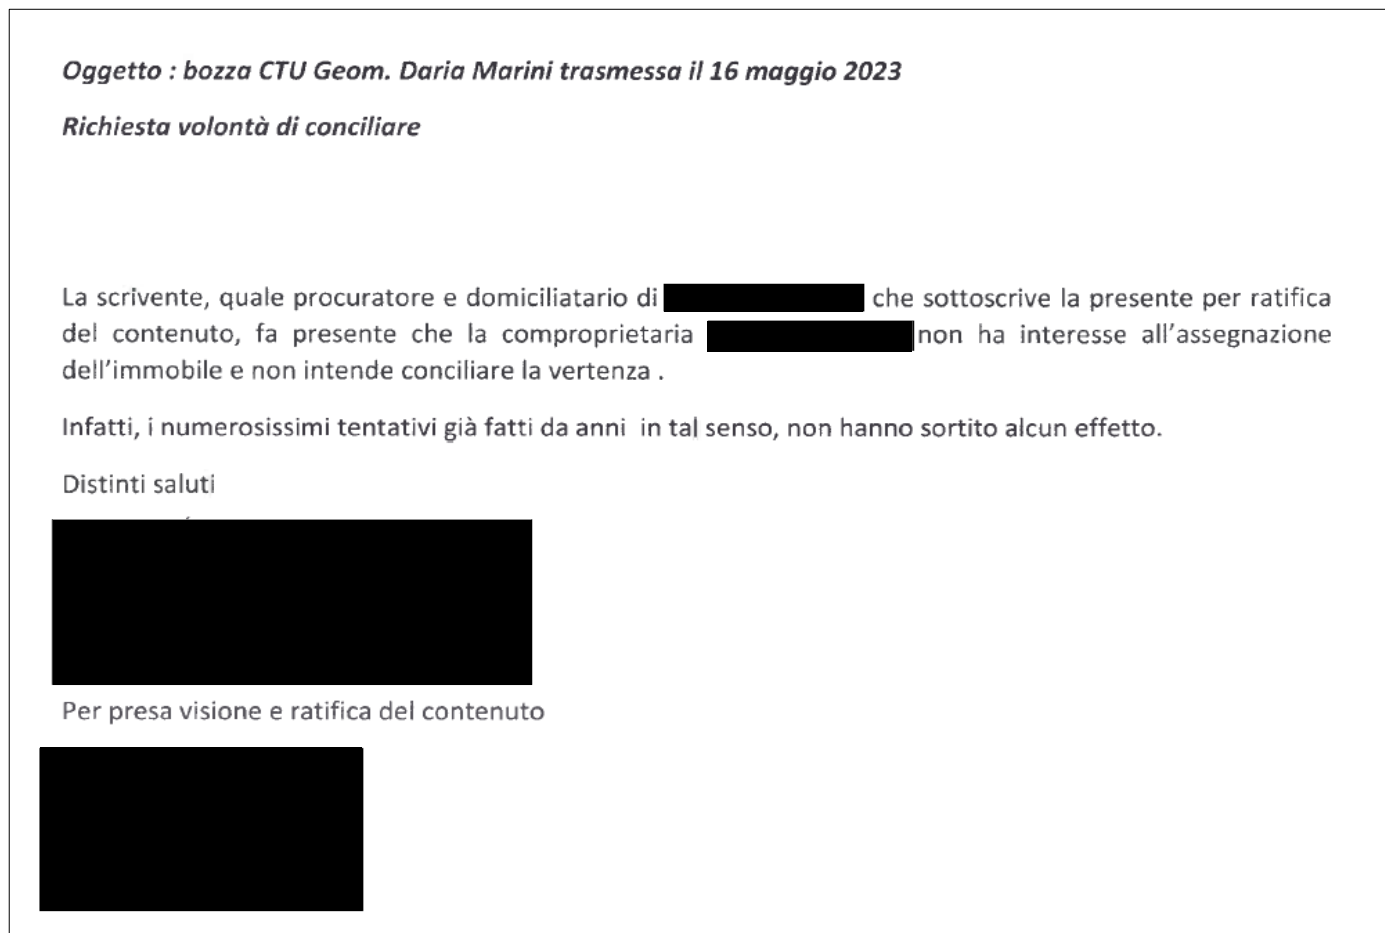 Oggetto : bozza CTU Geom. Daria Marini trasmessa il 16 maggio 2023
Richiesta volontà di conciliare
La scrivente, quale procuratore e domiciliatario di che sottoscrive la presente per ratifica
del contenuto, fa presente che la comproprietaria non ha interesse all’assegnazione
dell’immobile e non intende conciliare la vertenza .
Infatti, i numerosissimi tentativi già fatti da anni  in tal senso, non hanno sortito alcun effetto.
Distinti saluti
Per presa visione e ratifica del contenuto